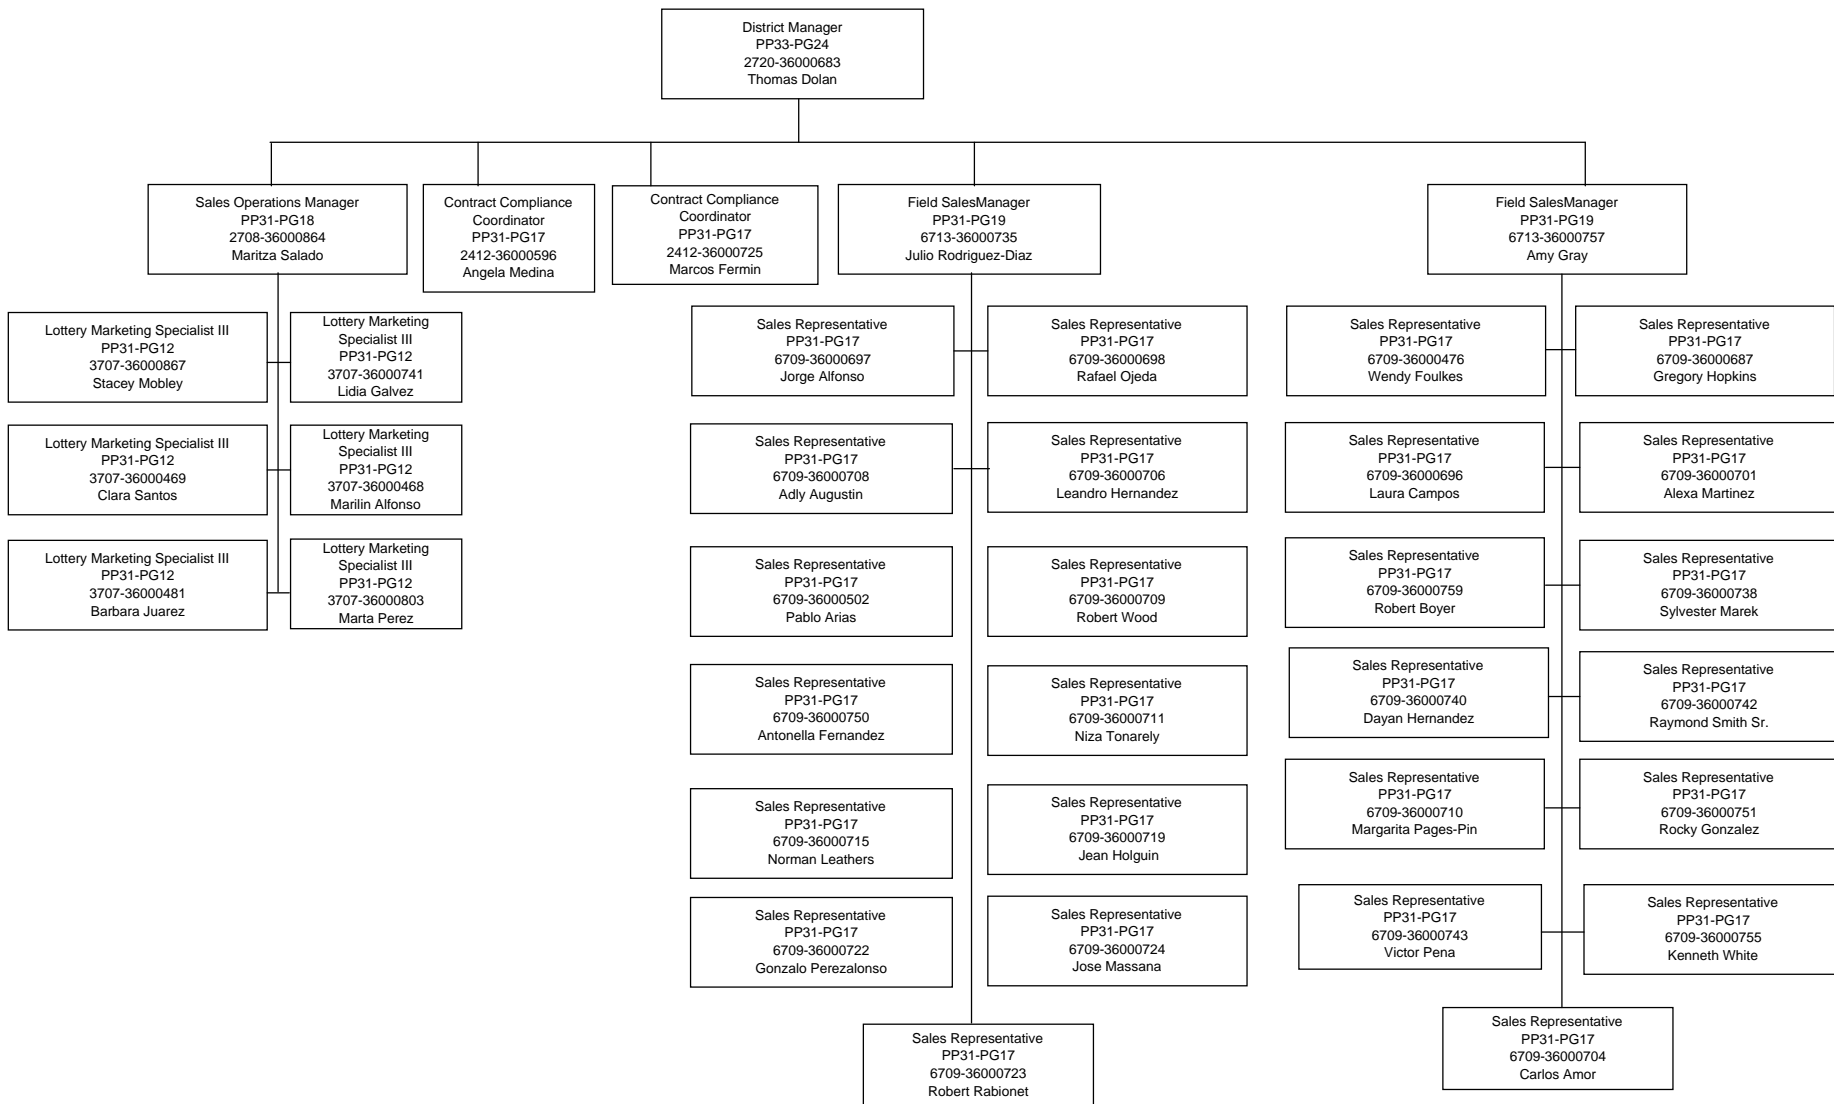 District Manager
PP33-PG24
2720-36000683
Thomas Dolan
Sales Operations Manager
PP31-PG18
2708-36000864
Maritza Salado
Contract Compliance
Coordinator
PP31-PG17
2412-36000596
Angela Medina
Contract Compliance
Coordinator
PP31-PG17
2412-36000725
Marcos Fermin
Field SalesManager
PP31-PG19
6713-36000735
Julio Rodriguez-Diaz
Field SalesManager
PP31-PG19
6713-36000757
Amy Gray
Lottery Marketing Specialist III
PP31-PG12
3707-36000867
Stacey Mobley
Lottery Marketing
Specialist III
PP31-PG12
3707-36000741
Lidia Galvez
Lottery Marketing Specialist III
PP31-PG12
3707-36000469
Clara Santos
Lottery Marketing
Specialist III
PP31-PG12
3707-36000468
Marilin Alfonso
Lottery Marketing Specialist III
PP31-PG12
3707-36000481
Barbara Juarez
Lottery Marketing
Specialist III
PP31-PG12
3707-36000803
Marta Perez
Sales Representative
PP31-PG17
6709-36000697
Jorge Alfonso
Sales Representative
PP31-PG17
6709-36000698
Rafael Ojeda
Sales Representative
PP31-PG17
6709-36000708
Adly Augustin
Sales Representative
PP31-PG17
6709-36000706
Leandro Hernandez
Sales Representative
PP31-PG17
6709-36000502
Pablo Arias
Sales Representative
PP31-PG17
6709-36000709
Robert Wood
Sales Representative
PP31-PG17
6709-36000750
Antonella Fernandez
Sales Representative
PP31-PG17
6709-36000711
Niza Tonarely
Sales Representative
PP31-PG17
6709-36000715
Norman Leathers
Sales Representative
PP31-PG17
6709-36000719
Jean Holguin
Sales Representative
PP31-PG17
6709-36000722
Gonzalo Perezalonso
Sales Representative
PP31-PG17
6709-36000724
Jose Massana
Sales Representative
PP31-PG17
6709-36000723
Robert Rabionet
Sales Representative
PP31-PG17
6709-36000476
Wendy Foulkes
Sales Representative
PP31-PG17
6709-36000687
Gregory Hopkins
Sales Representative
PP31-PG17
6709-36000696
Laura Campos
Sales Representative
PP31-PG17
6709-36000701
Alexa Martinez
Sales Representative
PP31-PG17
6709-36000759
Robert Boyer
Sales Representative
PP31-PG17
6709-36000738
Sylvester Marek
Sales Representative
PP31-PG17
6709-36000740
Dayan Hernandez
Sales Representative
PP31-PG17
6709-36000742
Raymond Smith Sr.
Sales Representative
PP31-PG17
6709-36000710
Margarita Pages-Pin
Sales Representative
PP31-PG17
6709-36000751
Rocky Gonzalez
Sales Representative
PP31-PG17
6709-36000743
Victor Pena
Sales Representative
PP31-PG17
6709-36000755
Kenneth White
Sales Representative
PP31-PG17
6709-36000704
Carlos Amor